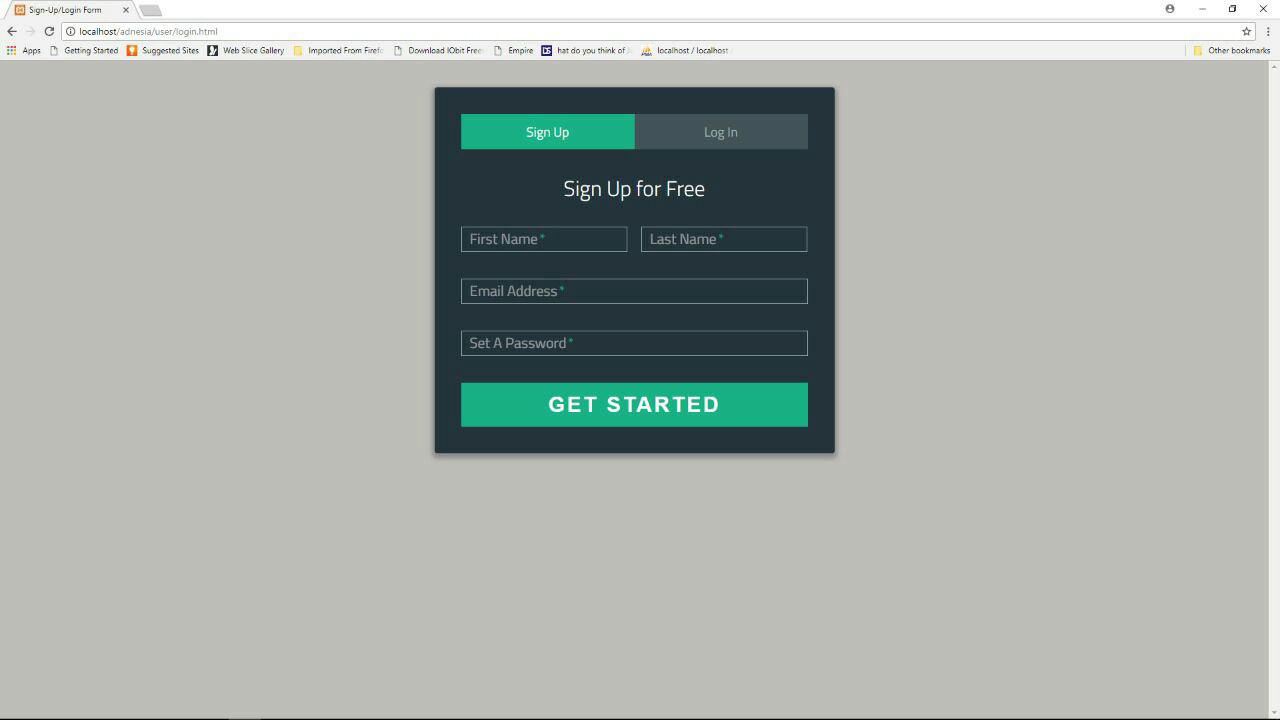 Sign-Up/Login Form
localhost/adnesia/user/login.html
Apps Getting Started Suggested Sites Web Slice Gallery Imported From Firef Download IObit Free Empire hat do you think of localhost / localhost Other bookmarks
Sign Up Log In
Sign Up for Free
First Name* Last Name*
Email Address*
Set A Password*
GET STARTED